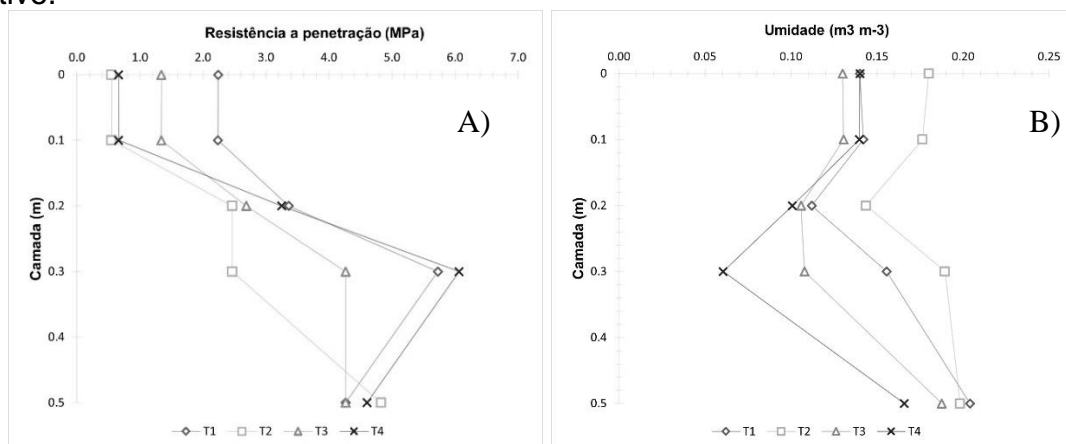 ativo.
Resistência a penetração (MPa)
0.0 1.0 2.0 3.0 4.0 5.0 6.0 7.0
0
0.1
0.2
0.3
0.4
0.5
Camada (m)
A)
T1 T2 T3 T4
Umidade (m3 m-3)
0.00 0.05 0.10 0.15 0.20 0.25
0
0.1
0.2
0.3
0.4
0.5
Camada (m)
B)
T1 T2 T3 T4